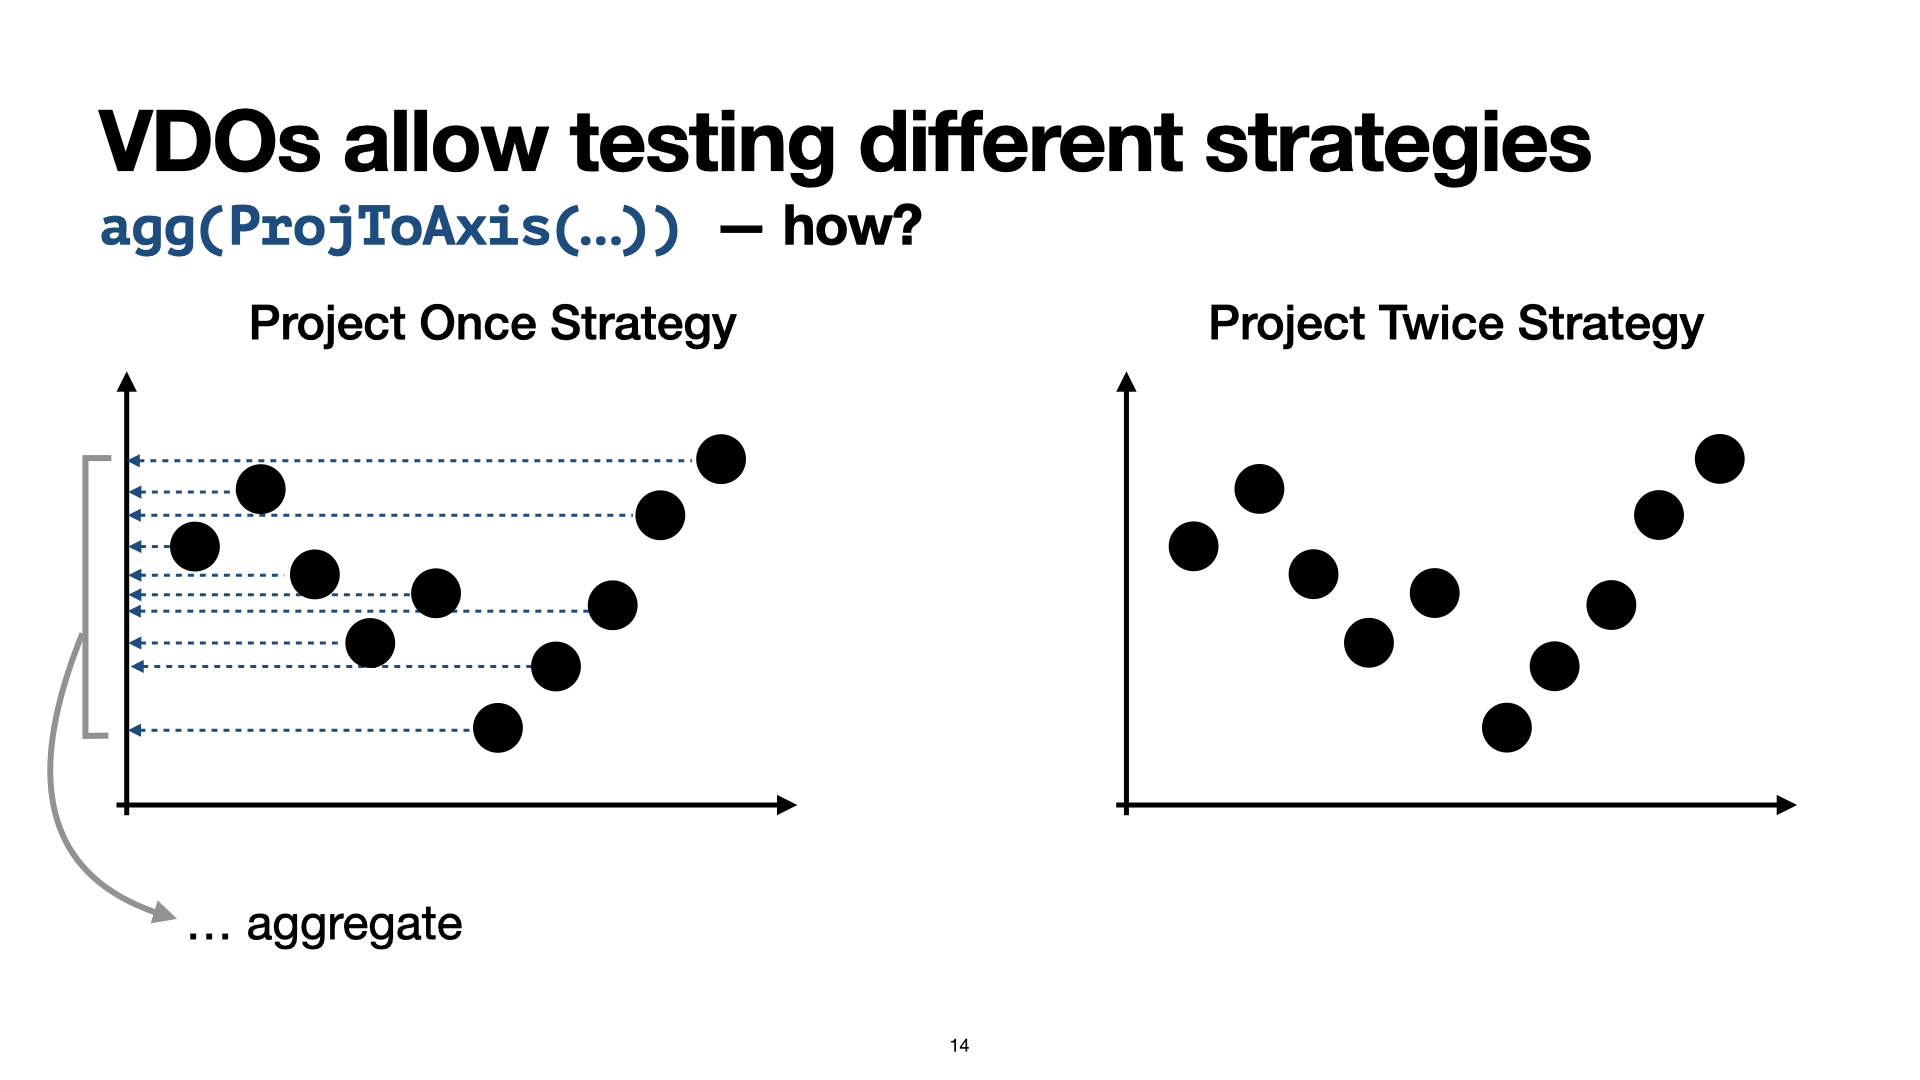 VDOs allow testing different strategies
agg(ProjToAxis(…)) — how?
Project Once Strategy
Project Twice Strategy
… aggregate
14